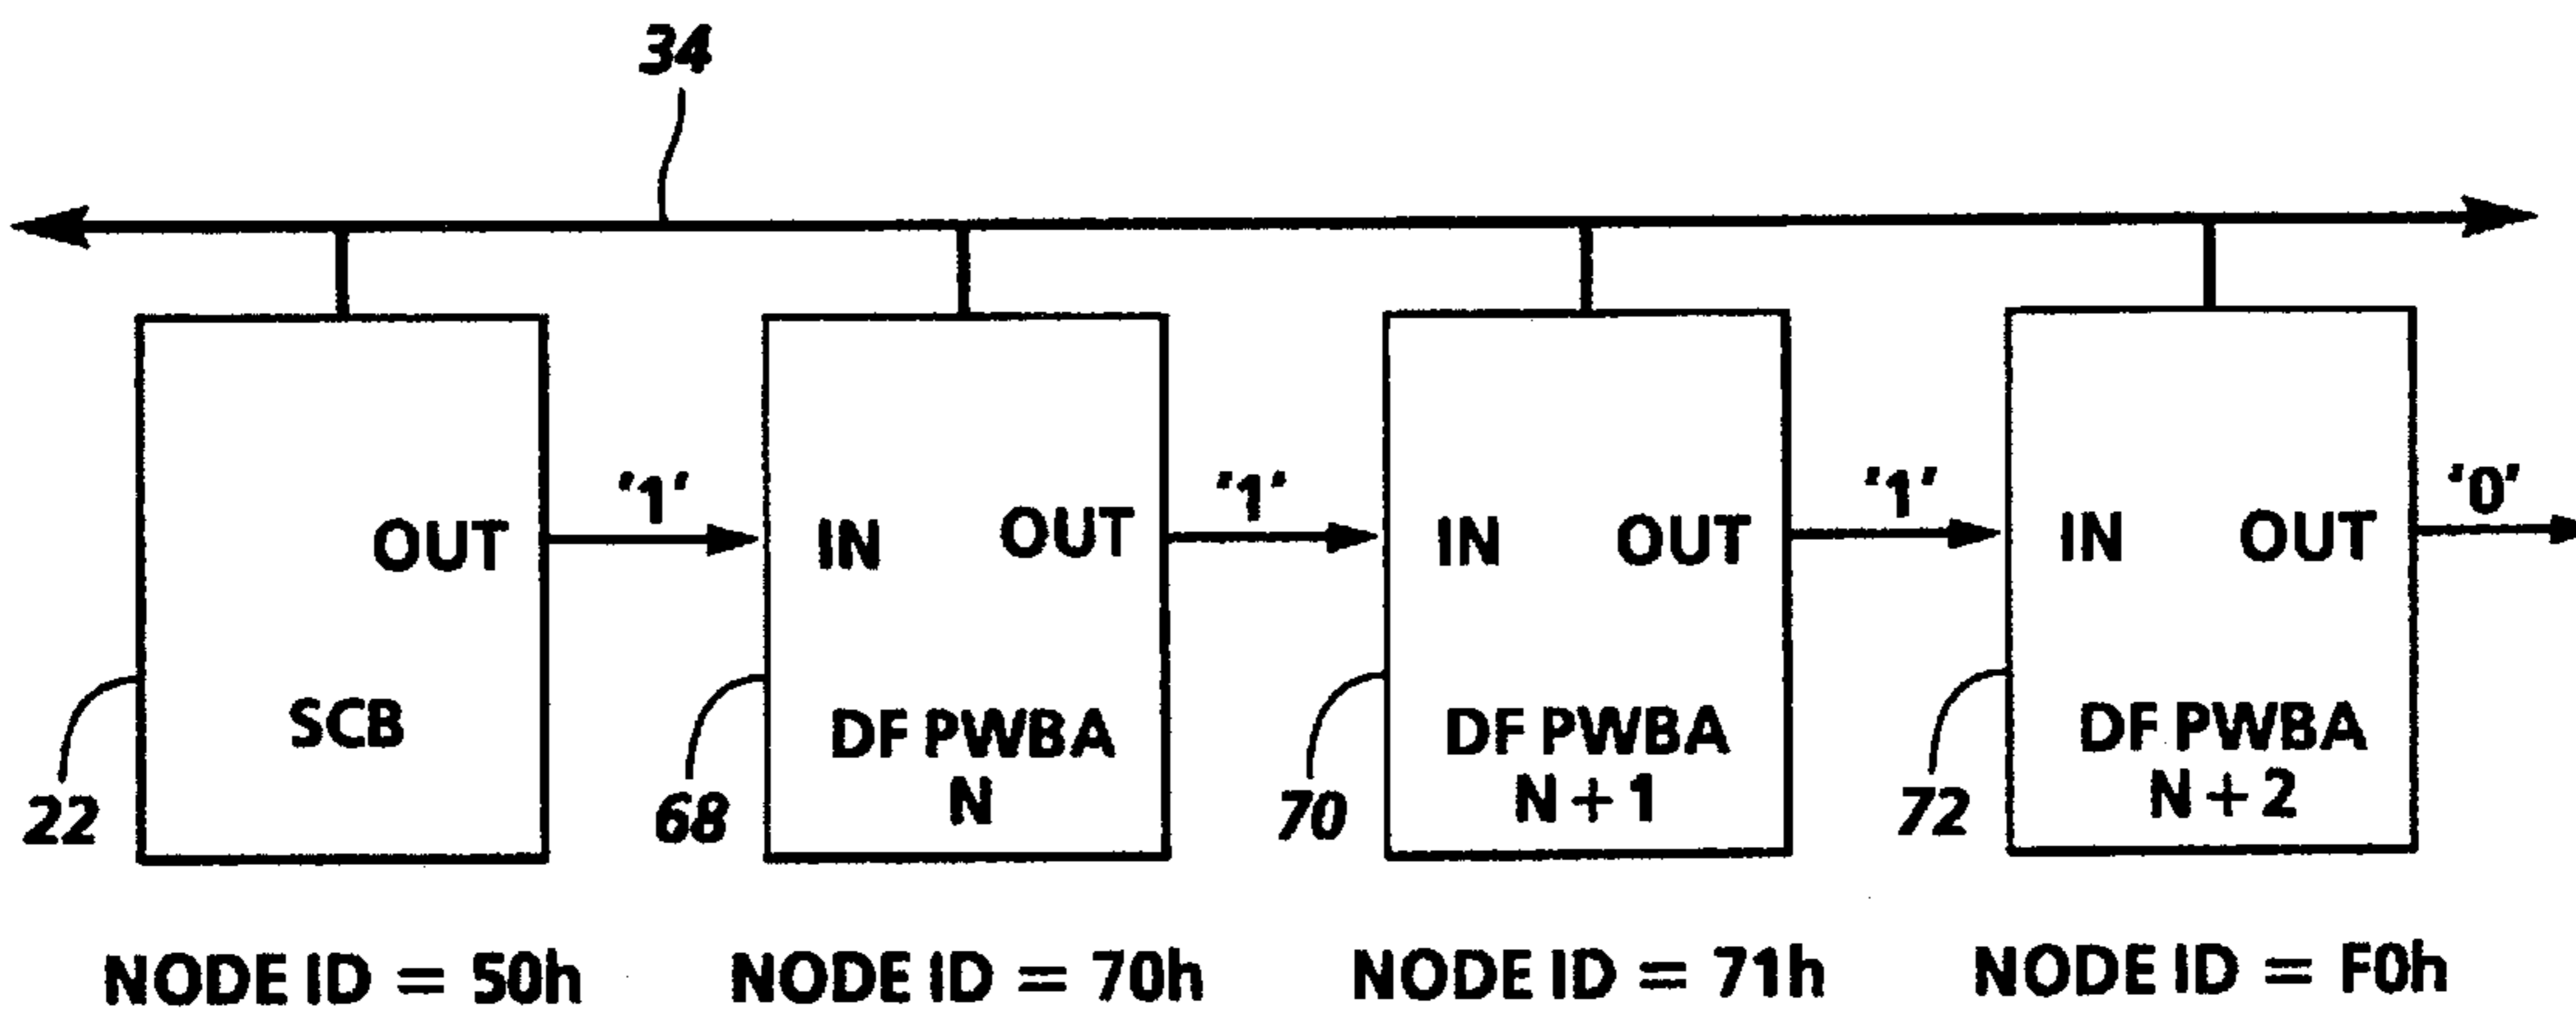 34
'1'
'1'
'1'
'0'
OUT
IN OUT
IN OUT
IN OUT
SCB
DF PWBA
N
DF PWBA
N + 1
DF PWBA
N + 2
22
68
70
72
NODE ID = 50h
NODE ID = 70h
NODE ID = 71h
NODE ID = F0h